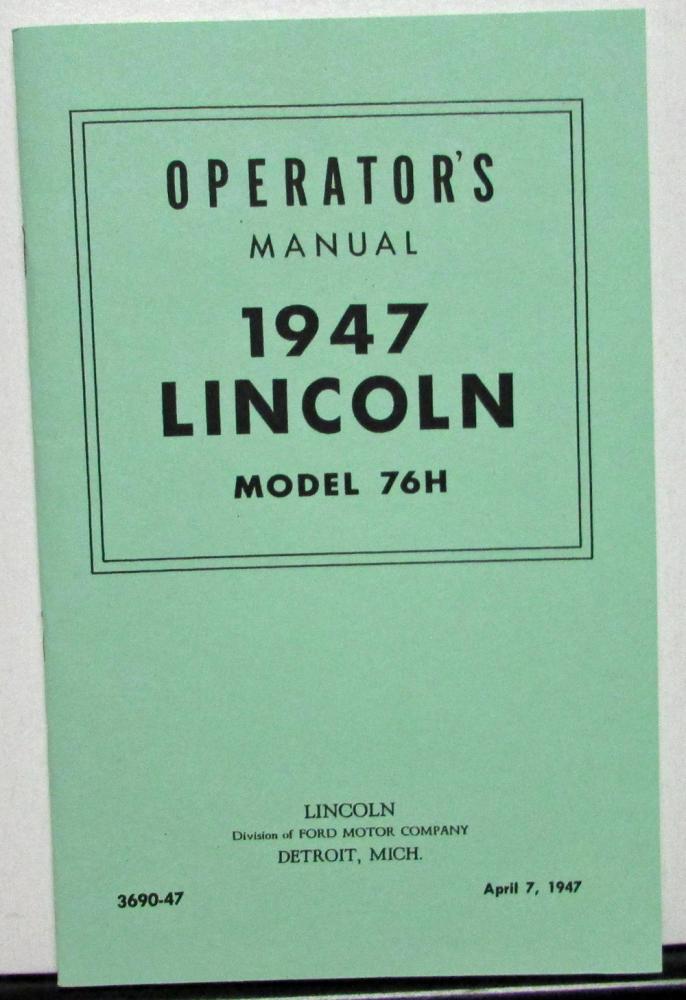 OPERATOR'S
MANUAL
1947
LINCOLN
MODEL 76H
LINCOLN
Division of FORD MOTOR COMPANY
DETROIT, MICH.
3690-47
April 7, 1947